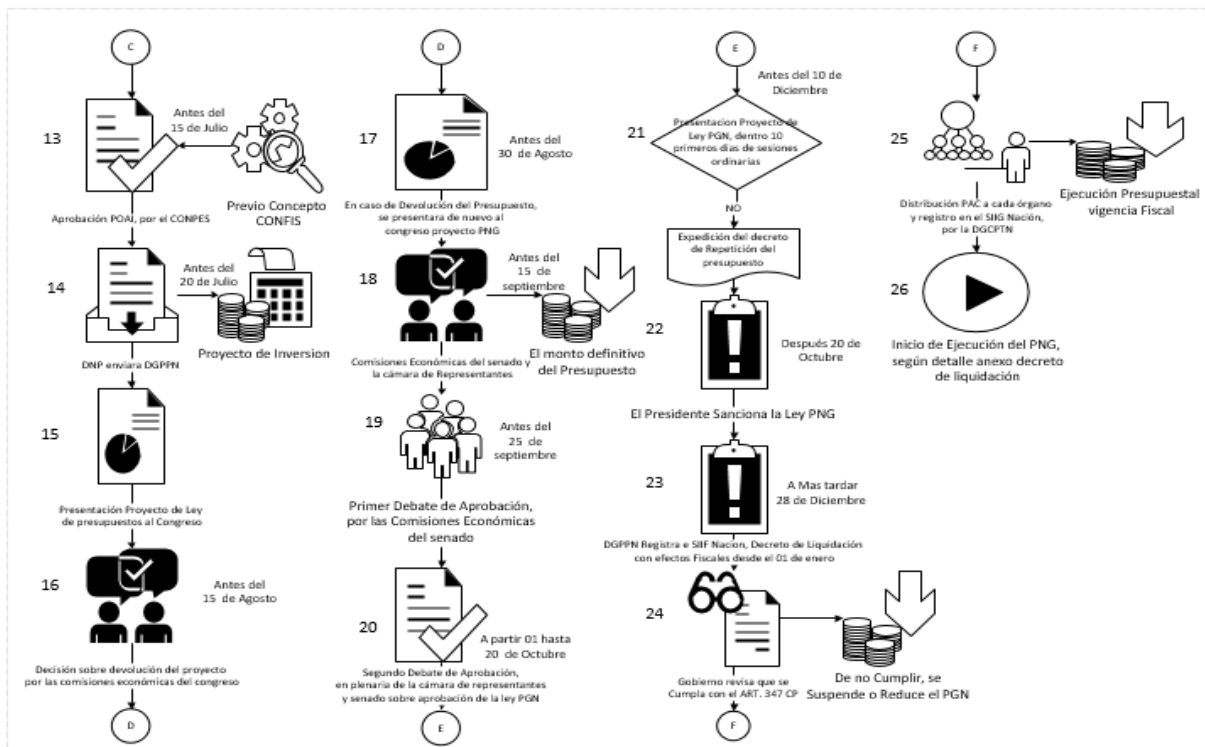 C
13
Antes del
15 de Julio
Previo Concepto
CONFIS
Aprobación POAI, por el CONPES
14
Antes del
20 de Julio
Proyecto de Inversion
DNP enviara DGPPN
15
Presentación Proyecto de Ley
de presupuestos al Congreso
16
Antes del
15 de Agosto
Decisión sobre devolución del proyecto
por las comisiones económicas del congreso
D
D
17
Antes del
30 de Agosto
En caso de Devolución del Presupuesto,
se presentara de nuevo al
congreso proyecto PNG
18
Antes del
15 de
septiembre
El monto definitivo
del Presupuesto
Comisiones Económicas del senado y
la cámara de Representantes
19
Antes del
25 de
septiembre
Primer Debate de Aprobación,
por las Comisiones Económicas
del senado
20
A partir 01 hasta
20 de Octubre
Segundo Debate de Aprobación,
en plenaria de la cámara de representantes
y senado sobre aprobación de la ley PGN
E
E
Antes del 10 de
Diciembre
21
Presentacion Proyecto de
Ley PGN, dentro 10
primeros días de sesiones
ordinarias
NO
Expedición del decreto
de Repetición del
presupuesto
22
Después 20 de
Octubre
El Presidente Sanciona la Ley PNG
23
A Mas tardar
28 de Diciembre
DGPPN Registra e SIIF Nacion, Decreto de Liquidación
con efectos Fiscales desde el 01 de enero
24
De no Cumplir, se
Suspende o Reduce el PGN
Gobierno revisa que se
Cumpla con el ART. 347 CP
F
F
25
Ejecución Presupuestal
vigencia Fiscal
Distribución PAC a cada órgano
y registro en el SIIG Nación,
por la DGCPTN
26
Inicio de Ejecución del PNG,
según detalle anexo decreto
de liquidación